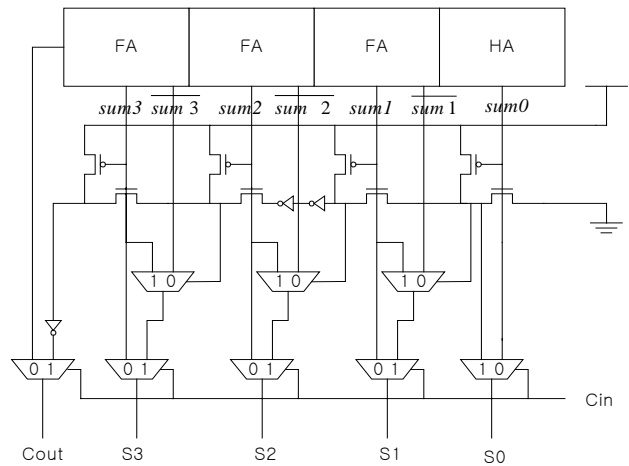 FA FA FA HA
sum3 sum 3 sum2 sum 2 sum1 sum 1 sum0
1 0 1 0 1 0
0 1 0 1 0 1 0 1 1 0
Cin
Cout S3 S2 S1 S0